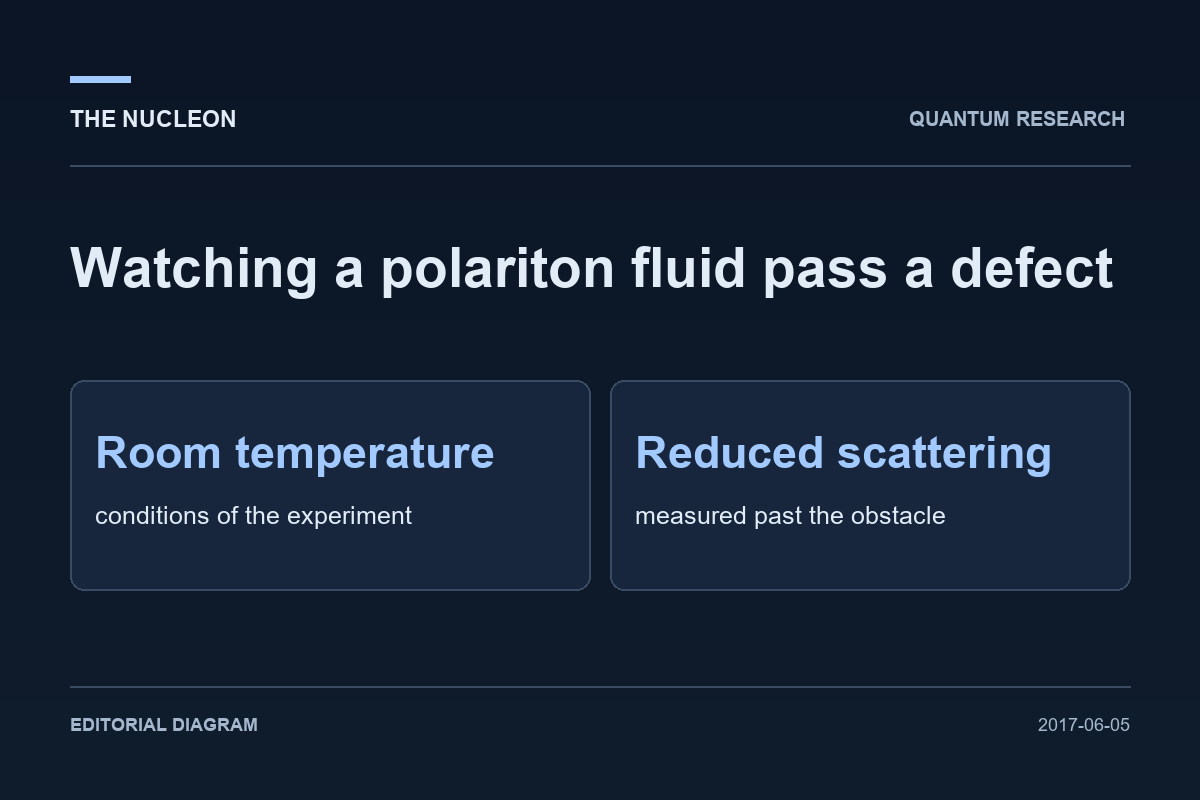 THE NUCLEON
QUANTUM RESEARCH
Watching a polariton fluid pass a defect
Room temperature
conditions of the experiment
Reduced scattering
measured past the obstacle
EDITORIAL DIAGRAM
2017-06-05